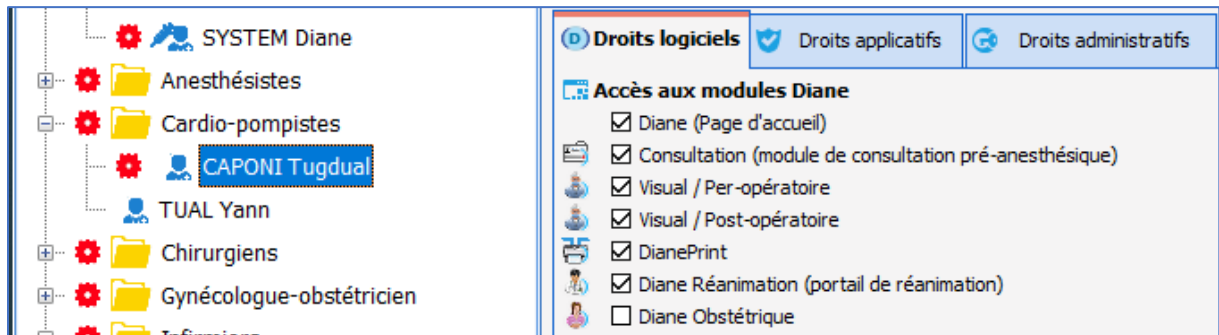 SYSTEM Diane
Anesthésistes
Cardio-pompistes
CAPONI Tugdual
TUAL Yann
Chirurgiens
Gynécologue-obstétricien
Infirmiers
Droits logiciels
Droits applicatifs
Droits administratifs
Accès aux modules Diane
Diane (Page d'accueil)
Consultation (module de consultation pré-anesthésique)
Visual / Per-opératoire
Visual / Post-opératoire
DianePrint
Diane Réanimation (portail de réanimation)
Diane Obstétrique